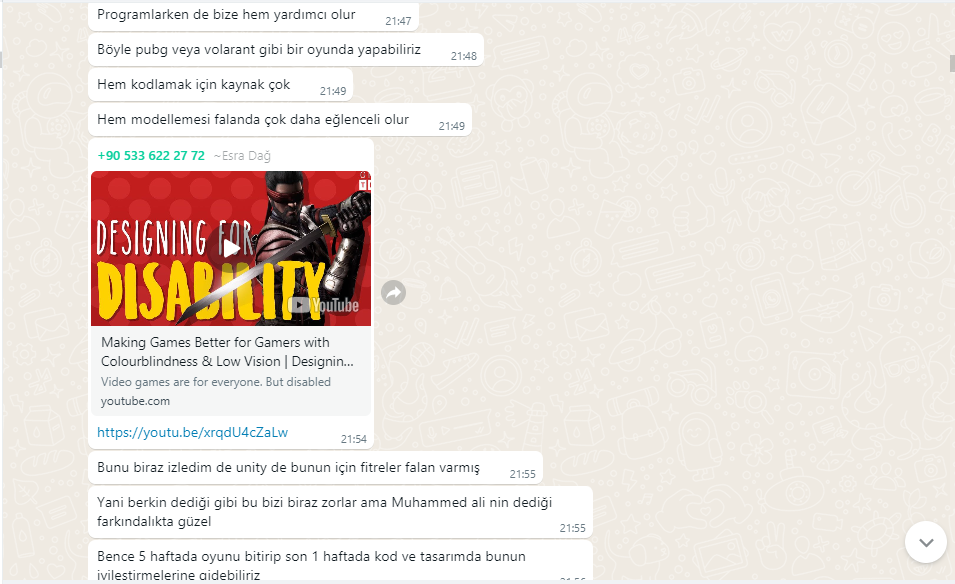 Programlarken de bize hem yardımcı olur
21:47
Böyle pubg veya volarant gibi bir oyunda yapabiliriz
21:48
Hem kodlamak için kaynak çok
21:49
Hem modellemesi falanda çok daha eğlenceli olur
21:49
+90 533 622 27 72 ~Esra Dağ
DESIGNING FOR
DISABILITY
YouTube
Making Games Better for Gamers with
Colourblindness & Low Vision | Designin...
Video games are for everyone. But disabled
youtube.com
https://youtu.be/xrqdU4cZaLw
21:54
Bunu biraz izledim de unity de bunun için fitreler falan varmış
21:55
Yani berkin dediği gibi bu bizi biraz zorlar ama Muhammed ali nin dediği
farkındalıkta güzel
21:55
Bence 5 haftada oyunu bitirip son 1 haftada kod ve tasarımda bunun
iyileştirmelerine gidebiliriz